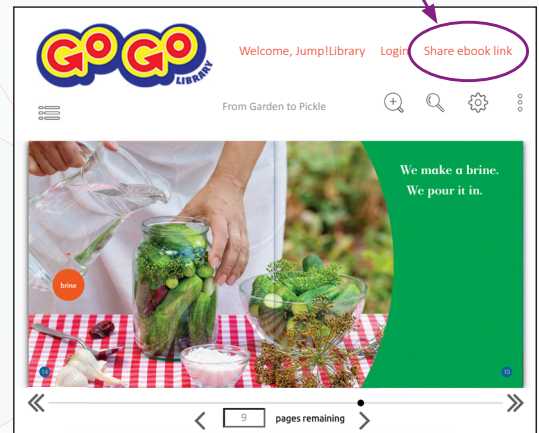 GO GO
LIBRARY
Welcome, Jump!Library Login Share ebook link
From Garden to Pickle
We make a brine.
We pour it in.
brine
14 15
9 pages remaining